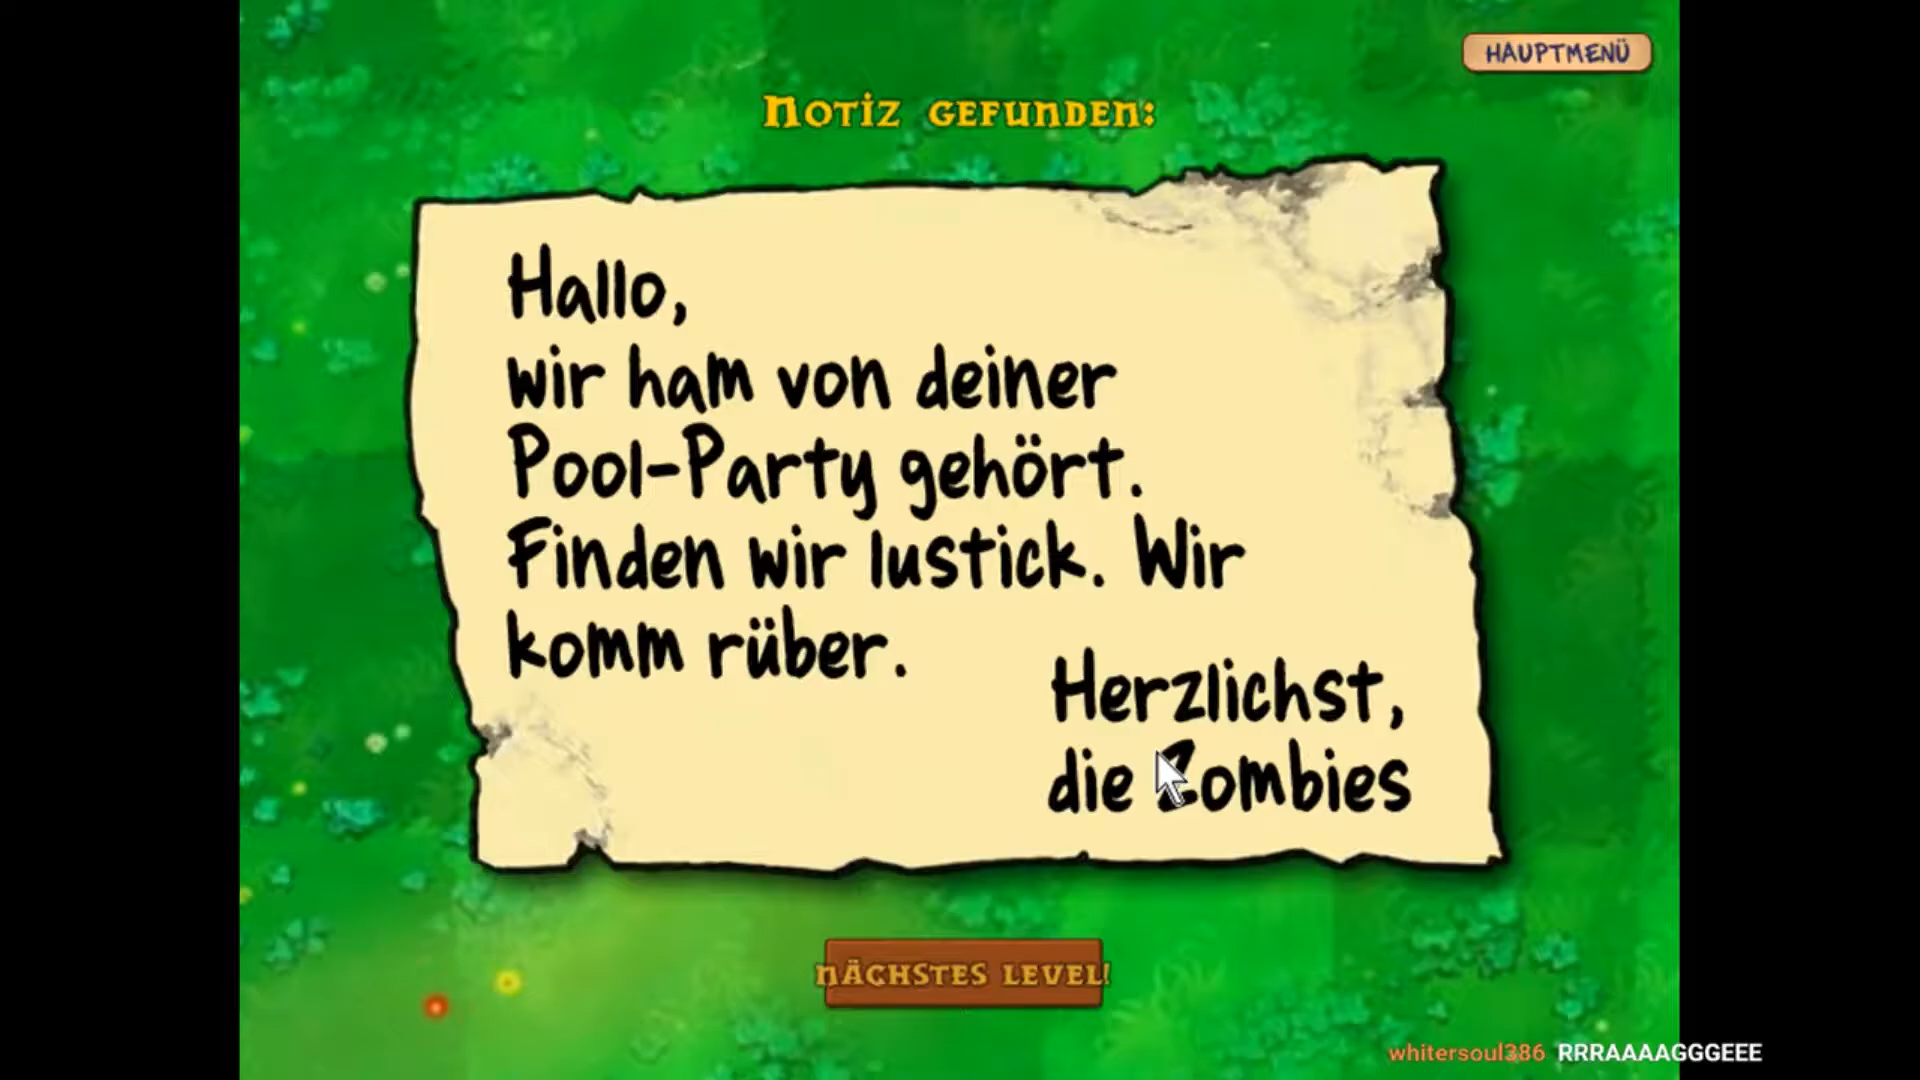 HAUPTMENÜ
Notiz gefunden:
Hallo,
wir ham von deiner
Pool-Party gehört.
Finden wir lustick. Wir
komm rüber.
Herzlichst,
die Zombies
nächstes Level!
whitersoul386 RRRAAAAGGGEEE